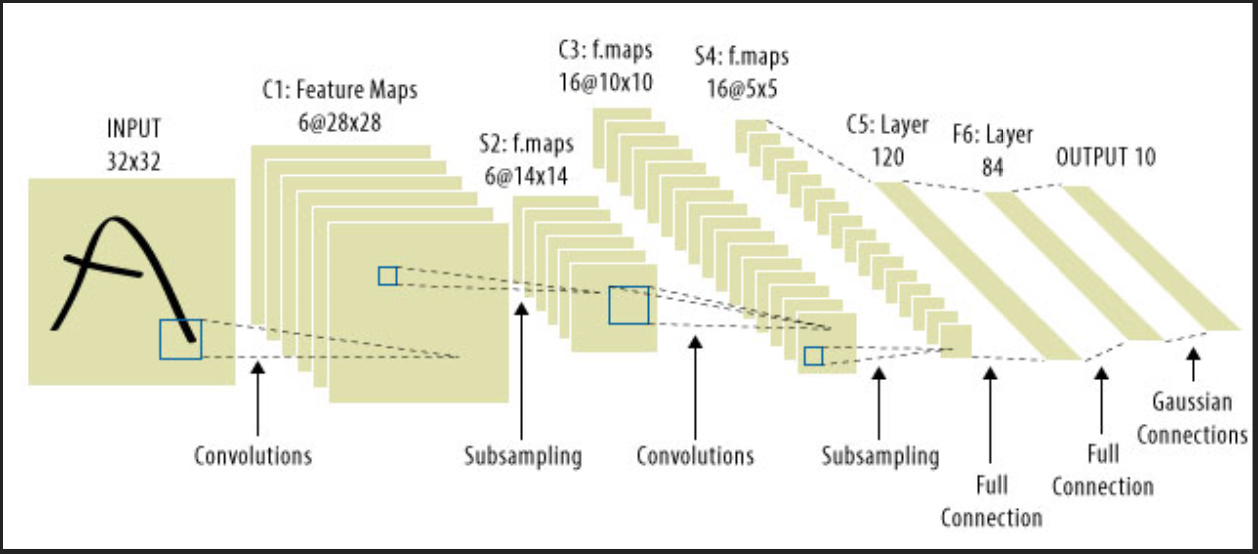 INPUT
32x32
C1: Feature Maps
6@28x28
S2: f.maps
6@14x14
C3: f.maps
16@10x10
S4: f.maps
16@5x5
C5: Layer
120
F6: Layer
84
OUTPUT 10
Convolutions
Subsampling
Convolutions
Subsampling
Full
Connection
Full
Connection
Gaussian
Connections